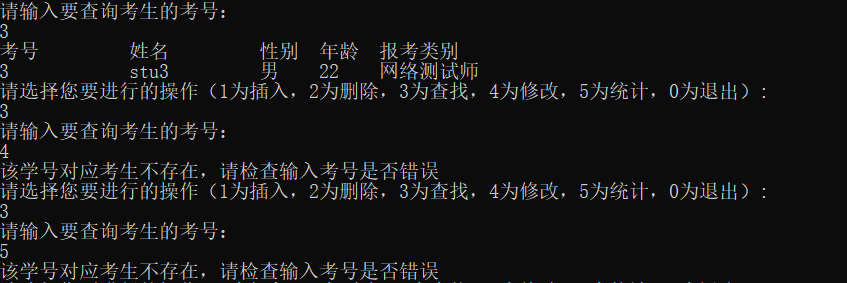 请输入要查询考生的考号：
3
考号 姓名 性别 年龄 报考类别
3 stu3 男 22 网络测试师
请选择您要进行的操作（1为插入，2为删除，3为查找，4为修改，5为统计，0为退出）：
3
请输入要查询考生的考号：
4
该学号对应考生不存在，请检查输入考号是否错误
请选择您要进行的操作（1为插入，2为删除，3为查找，4为修改，5为统计，0为退出）：
3
请输入要查询考生的考号：
5
该学号对应考生不存在，请检查输入考号是否错误